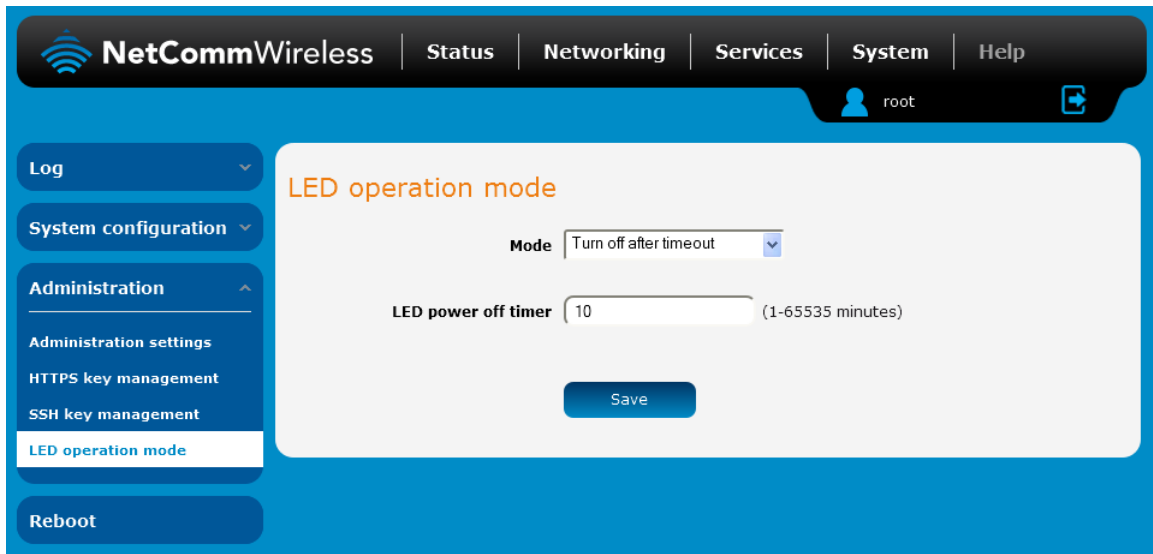 NetCommWireless Status Networking Services System Help
root
Log
System configuration
Administration
Administration settings
HTTPS key management
SSH key management
LED operation mode
Reboot
LED operation mode
Mode Turn off after timeout
LED power off timer 10 (1-65535 minutes)
Save